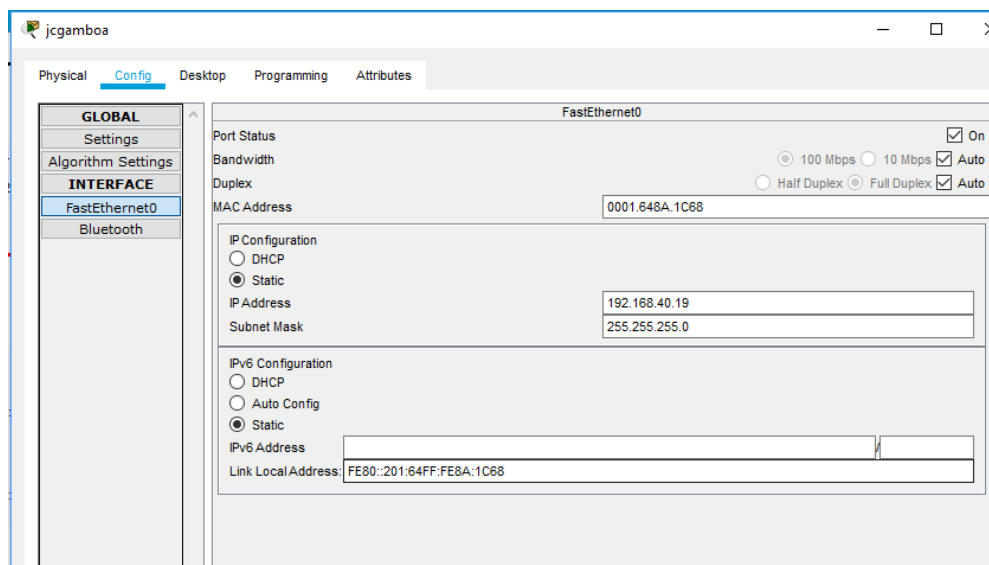 jcgamboa
Physical Config Desktop Programming Attributes
GLOBAL
Settings
Algorithm Settings
INTERFACE
FastEthernet0
Bluetooth
FastEthernet0
Port Status On
Bandwidth 100 Mbps 10 Mbps Auto
Duplex Half Duplex Full Duplex Auto
MAC Address 0001.648A.1C68
IP Configuration
DHCP
Static
IP Address 192.168.40.19
Subnet Mask 255.255.255.0
IPv6 Configuration
DHCP
Auto Config
Static
IPv6 Address /
Link Local Address: FE80::201:64FF:FE8A:1C68